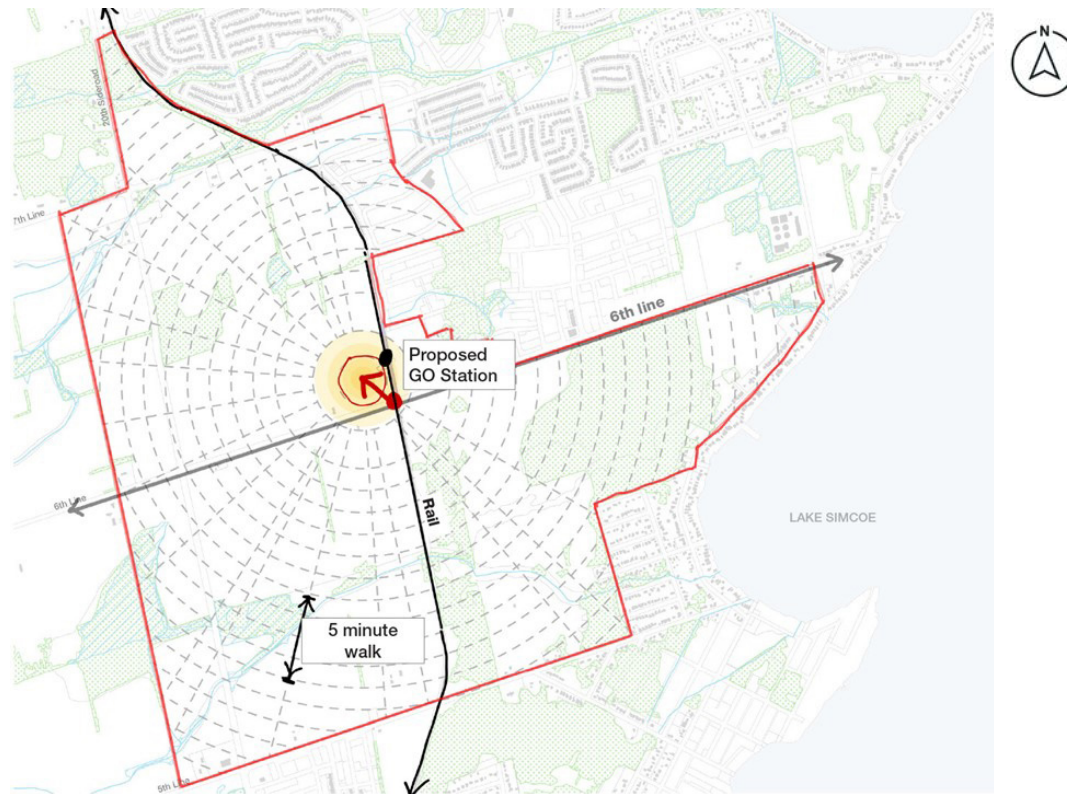 N
20th Sideroad
7th Line
6th line
Proposed
GO Station
6th Line
Rail
LAKE SIMCOE
5 minute
walk
5th Line